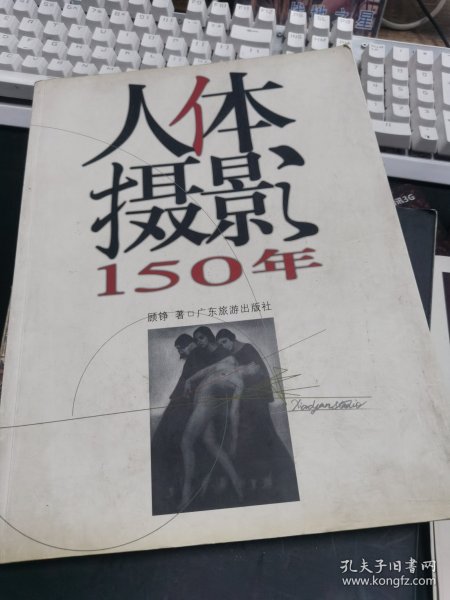 人体
摄影
150年
顾铮 著□广东旅游出版社
孔夫子旧书网
www.kongfz.com